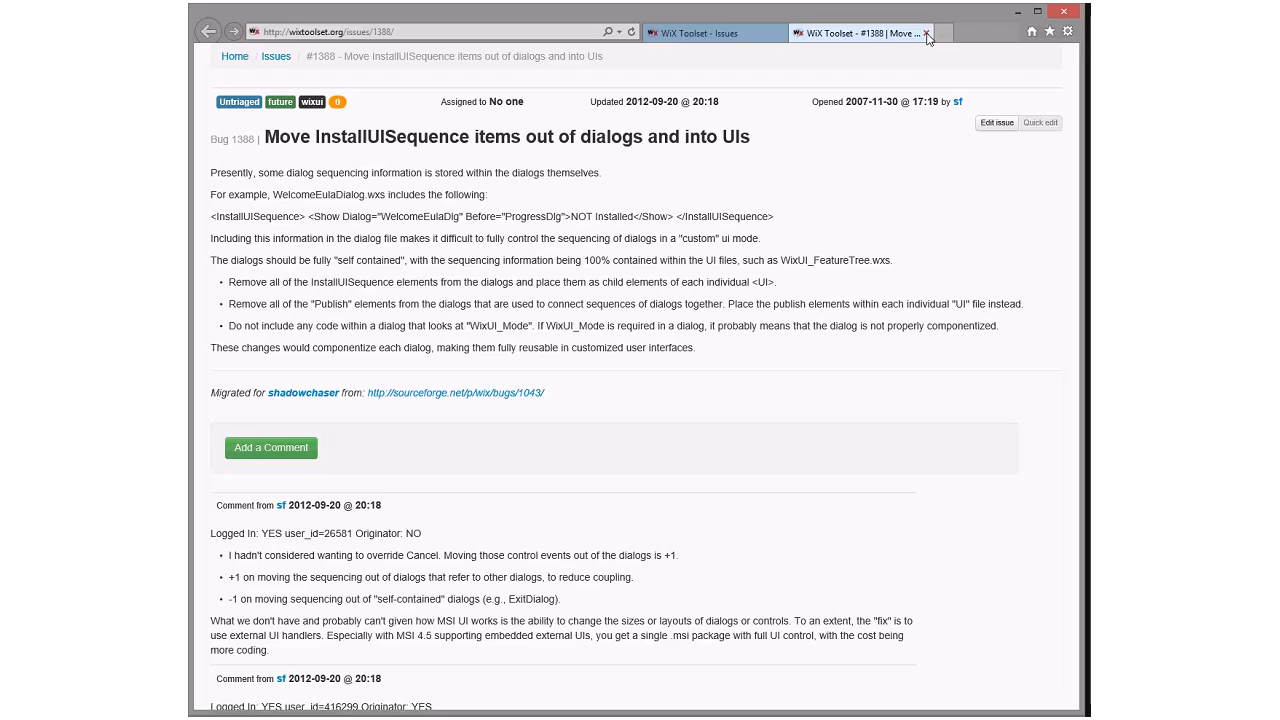 http://wixtoolset.org/issues/1388/
WiX Toolset - Issues
WiX Toolset - #1388 | Move ...
Home / Issues / #1388 - Move InstallUISequence items out of dialogs and into UIs
Untriaged future wixui 0
Assigned to No one
Updated 2012-09-20 @ 20:18
Opened 2007-11-30 @ 17:19 by sf
Edit issue Quick edit
Bug 1388 | Move InstallUISequence items out of dialogs and into UIs
Presently, some dialog sequencing information is stored within the dialogs themselves.
For example, WelcomeEulaDialog.wxs includes the following:
<InstallUISequence> <Show Dialog="WelcomeEulaDlg" Before="ProgressDlg">NOT Installed</Show> </InstallUISequence>
Including this information in the dialog file makes it difficult to fully control the sequencing of dialogs in a "custom" ui mode.
The dialogs should be fully "self contained", with the sequencing information being 100% contained within the UI files, such as WixUI_FeatureTree.wxs.
• Remove all of the InstallUISequence elements from the dialogs and place them as child elements of each individual <UI>.
• Remove all of the "Publish" elements from the dialogs that are used to connect sequences of dialogs together. Place the publish elements within each individual "UI" file instead.
• Do not include any code within a dialog that looks at "WixUI_Mode". If WixUI_Mode is required in a dialog, it probably means that the dialog is not properly componentized.
These changes would componentize each dialog, making them fully reusable in customized user interfaces.
Migrated for shadowchaser from: http://sourceforge.net/p/wix/bugs/1043/
Add a Comment
Comment from sf 2012-09-20 @ 20:18
Logged In: YES user_id=26581 Originator: NO
• I hadn't considered wanting to override Cancel. Moving those control events out of the dialogs is +1.
• +1 on moving the sequencing out of dialogs that refer to other dialogs, to reduce coupling.
• -1 on moving sequencing out of "self-contained" dialogs (e.g., ExitDialog).
What we don't have and probably can't given how MSI UI works is the ability to change the sizes or layouts of dialogs or controls. To an extent, the "fix" is to
use external UI handlers. Especially with MSI 4.5 supporting embedded external UIs, you get a single .msi package with full UI control, with the cost being
more coding.
Comment from sf 2012-09-20 @ 20:18
Logged In: YES user_id=416299 Originator: YES